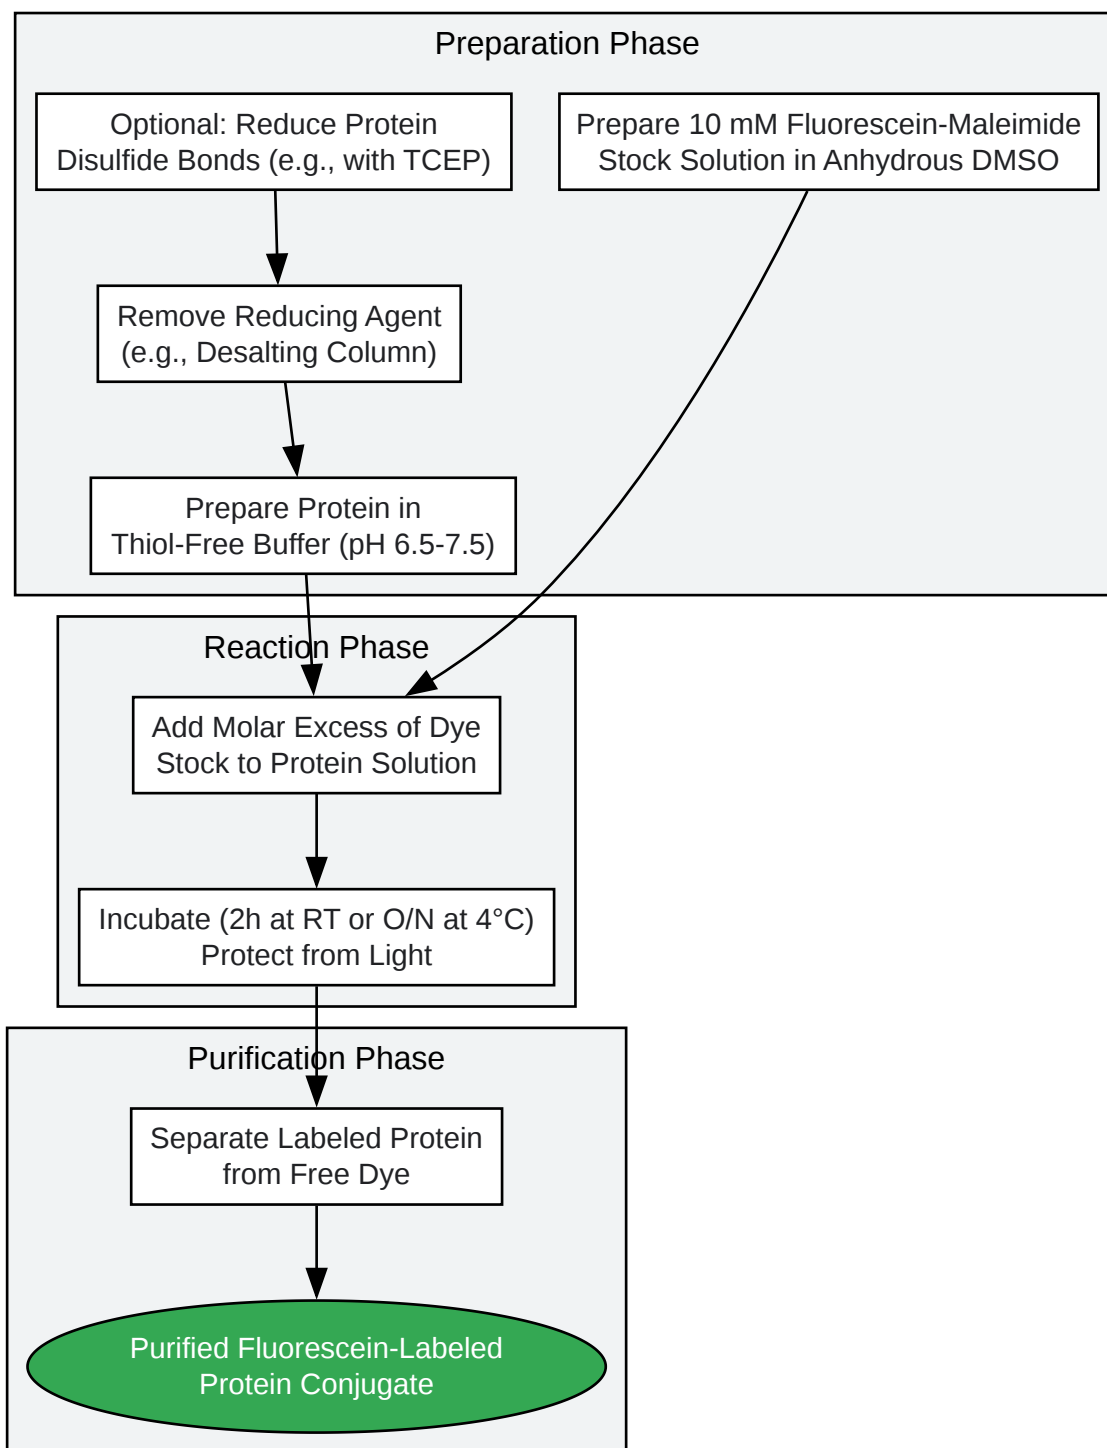 Preparation Phase
Optional: Reduce Protein
Disulfide Bonds (e.g., with TCEP)
Prepare 10 mM Fluorescein-Maleimide
Stock Solution in Anhydrous DMSO
Remove Reducing Agent
(e.g., Desalting Column)
Prepare Protein in
Thiol-Free Buffer (pH 6.5-7.5)
Reaction Phase
Add Molar Excess of Dye
Stock to Protein Solution
Incubate (2h at RT or O/N at 4°C)
Protect from Light
Purification Phase
Separate Labeled Protein
from Free Dye
Purified Fluorescein-Labeled
Protein Conjugate